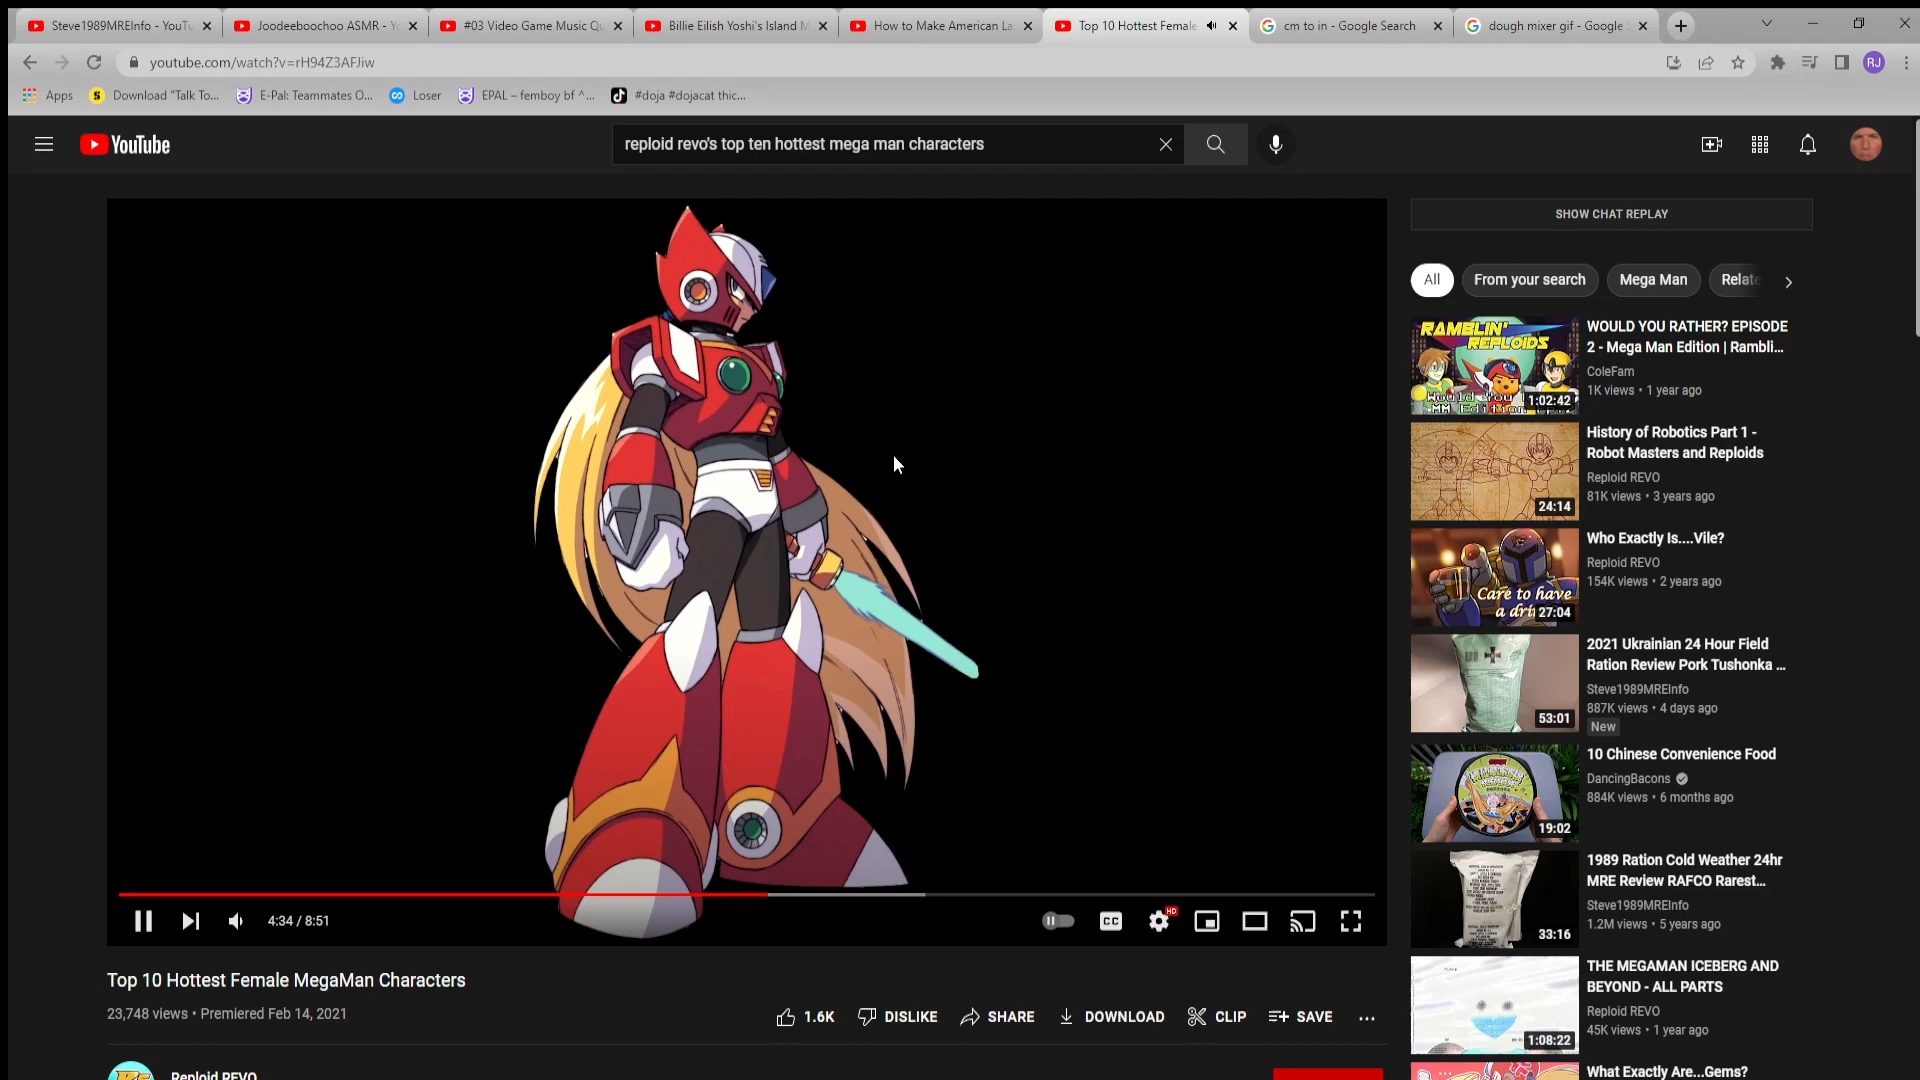 Steve1989MREInfo - YouTu
Joodeeboochoo ASMR - Y
#03 Video Game Music Qu
Billie Eilish Yoshi's Island M
How to Make American La
Top 10 Hottest Female
cm to in - Google Search
dough mixer gif - Google
youtube.com/watch?v=rH94Z3AFJiw
RJ
Apps
Download "Talk To...
E-Pal: Teammates O...
Loser
EPAL – femboy bf ^...
#doja #dojacat thic...
YouTube
reploid revo's top ten hottest mega man characters
SHOW CHAT REPLAY
All
From your search
Mega Man
Relate
RAMBLIN' REPLOIDS
1:02:42
WOULD YOU RATHER? EPISODE
2 - Mega Man Edition | Rambli...
ColeFam
1K views • 1 year ago
24:14
History of Robotics Part 1 -
Robot Masters and Reploids
Reploid REVO
81K views • 3 years ago
Care to have
a dri
27:04
Who Exactly Is....Vile?
Reploid REVO
154K views • 2 years ago
53:01
2021 Ukrainian 24 Hour Field
Ration Review Pork Tushonka ...
Steve1989MREInfo
887K views • 4 days ago
New
19:02
10 Chinese Convenience Food
DancingBacons
884K views • 6 months ago
33:16
1989 Ration Cold Weather 24hr
MRE Review RAFCO Rarest...
Steve1989MREInfo
1.2M views • 5 years ago
1:08:22
THE MEGAMAN ICEBERG AND
BEYOND - ALL PARTS
Reploid REVO
45K views • 1 year ago
What Exactly Are...Gems?
4:34 / 8:51
CC
HD
Top 10 Hottest Female MegaMan Characters
23,748 views • Premiered Feb 14, 2021
1.6K
DISLIKE
SHARE
DOWNLOAD
CLIP
SAVE
Reploid REVO